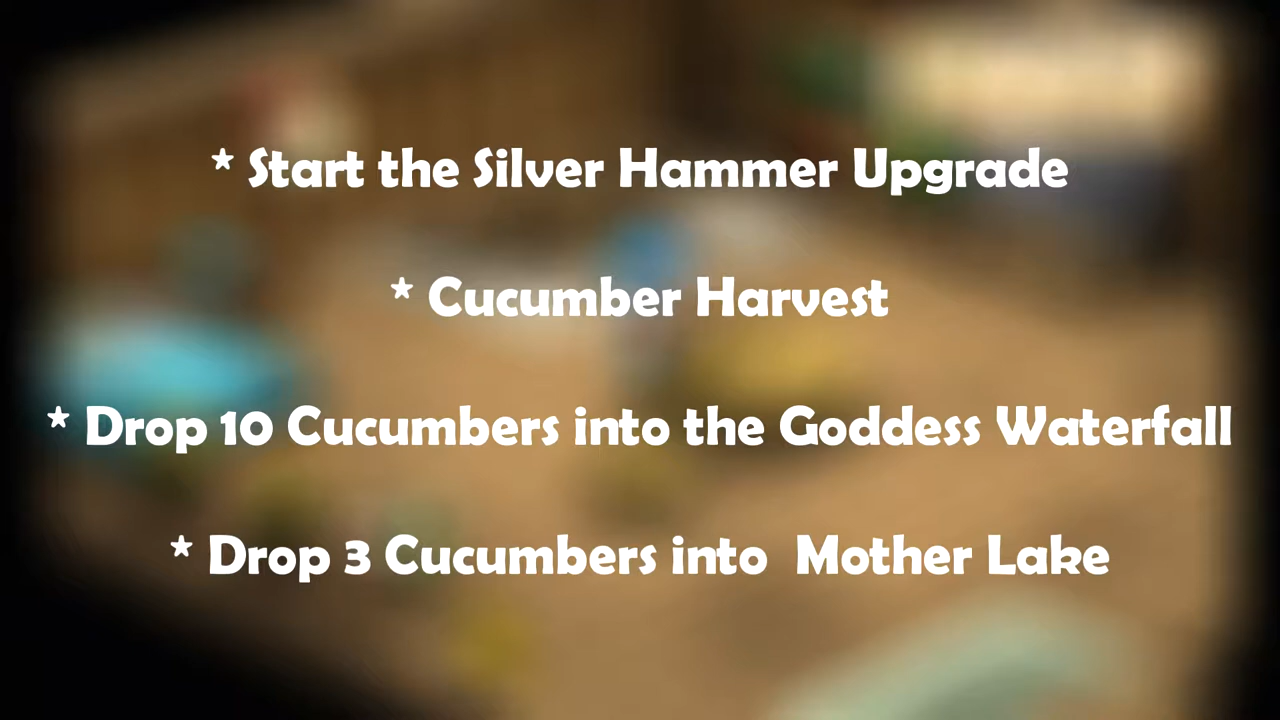 * Start the Silver Hammer Upgrade
* Cucumber Harvest
* Drop 10 Cucumbers into the Goddess Waterfall
* Drop 3 Cucumbers into  Mother Lake